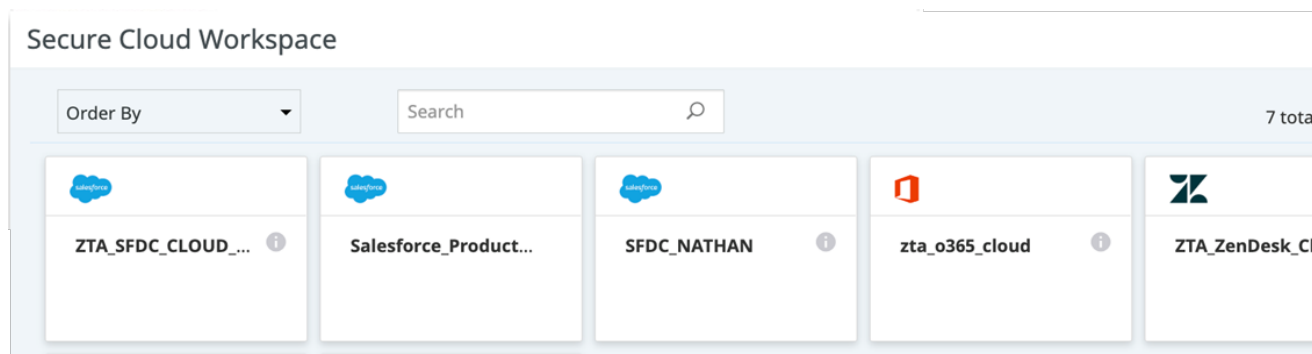 Secure Cloud Workspace
Order By
Search
7 tota
salesforce
salesforce
salesforce
ZTA_SFDC_CLOUD_...
Salesforce_Product...
SFDC_NATHAN
zta_o365_cloud
ZTA_ZenDesk_Cl